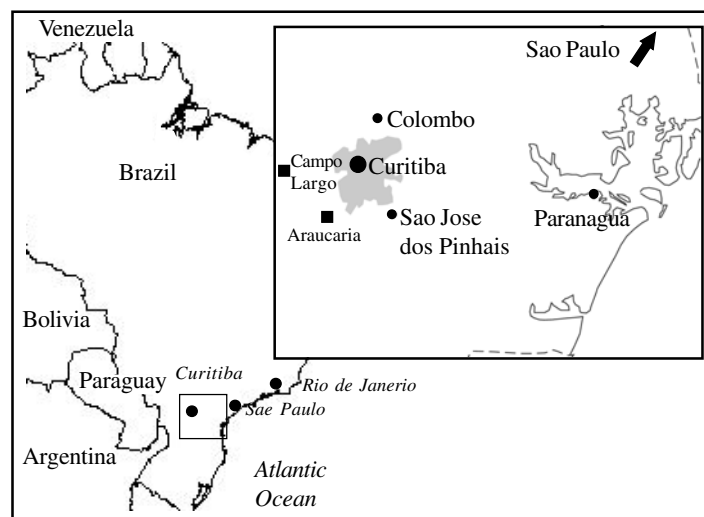 Venezuela
Sao Paulo
Colombo
Brazil
Campo
Largo
Curitiba
Araucaria
Sao Jose
dos Pinhais
Paranagua
Bolivia
Paraguay
Curitiba
Rio de Janerio
Sae Paulo
Argentina
Atlantic
Ocean